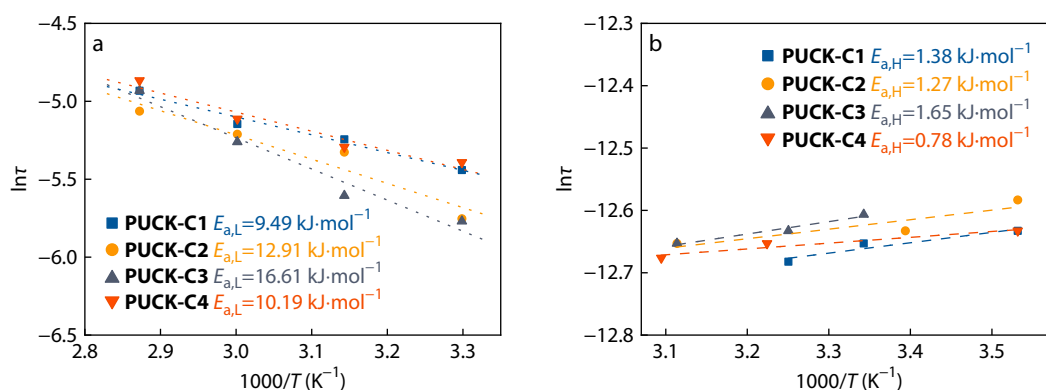 a
−4.5
−5.0
−5.5
−6.0
−6.5
lnτ
PUCK-C1 Ea,L=9.49 kJ·mol−1
PUCK-C2 Ea,L=12.91 kJ·mol−1
PUCK-C3 Ea,L=16.61 kJ·mol−1
PUCK-C4 Ea,L=10.19 kJ·mol−1
2.8 2.9 3.0 3.1 3.2 3.3
1000/T (K−1)
b
−12.3
−12.4
−12.5
−12.6
−12.7
−12.8
lnτ
PUCK-C1 Ea,H=1.38 kJ·mol−1
PUCK-C2 Ea,H=1.27 kJ·mol−1
PUCK-C3 Ea,H=1.65 kJ·mol−1
PUCK-C4 Ea,H=0.78 kJ·mol−1
3.1 3.2 3.3 3.4 3.5
1000/T (K−1)